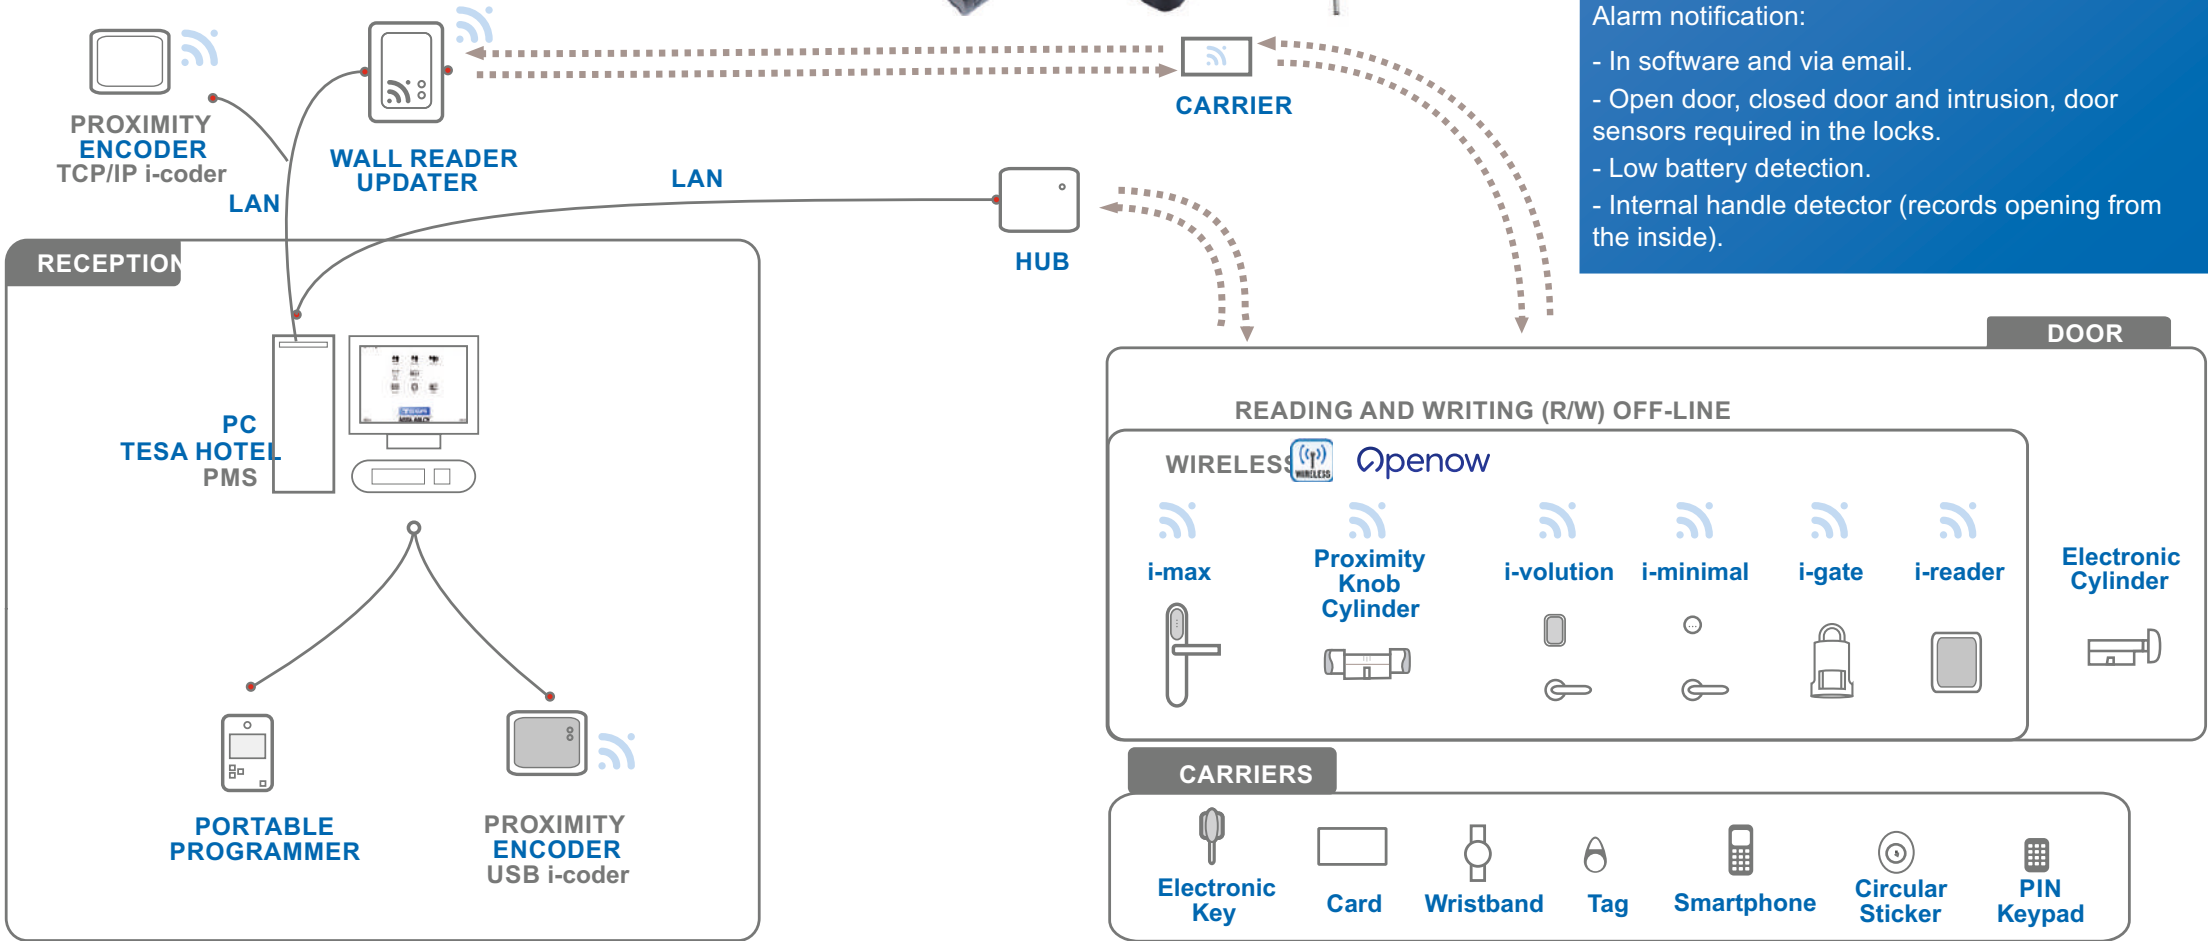 Alarm notification:
- In software and via email.
- Open door, closed door and intrusion, door
sensors required in the locks.
- Low battery detection.
- Internal handle detector (records opening from
the inside).
PROXIMITY
ENCODER
TCP/IP i-coder
WALL READER
UPDATER
CARRIER
LAN
LAN
HUB
RECEPTION
PC
TESA HOTEL
PMS
TESA
PORTABLE
PROGRAMMER
PROXIMITY
ENCODER
USB i-coder
DOOR
READING AND WRITING (R/W) OFF-LINE
WIRELESS
WIRELESS
Openow
i-max
Proximity
Knob
Cylinder
i-volution
i-minimal
i-gate
i-reader
Electronic
Cylinder
CARRIERS
Electronic
Key
Card
Wristband
Tag
Smartphone
Circular
Sticker
PIN
Keypad